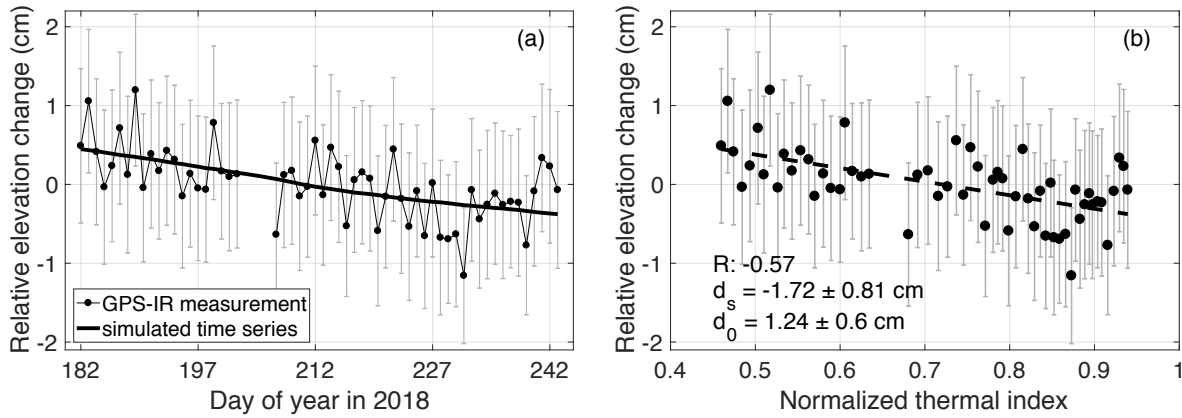 (a)
Relative elevation change (cm)
2
1
0
-1
-2
GPS-IR measurement
simulated time series
182
197
212
227
242
Day of year in 2018
(b)
Relative elevation change (cm)
2
1
0
-1
-2
R: -0.57
d_s = -1.72 ± 0.81 cm
d_0 = 1.24 ± 0.6 cm
0.4
0.5
0.6
0.7
0.8
0.9
1
Normalized thermal index